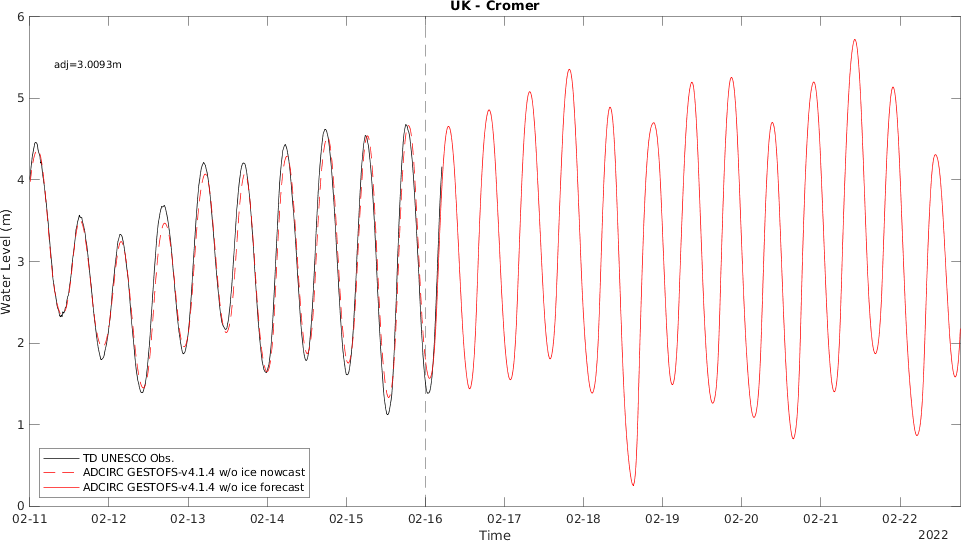 UK - Cromer
adj=3.0093m
Water Level (m)
6
5
4
3
2
1
0
TD UNESCO Obs.
ADCIRC GESTOFS-v4.1.4 w/o ice nowcast
ADCIRC GESTOFS-v4.1.4 w/o ice forecast
02-11 02-12 02-13 02-14 02-15 02-16 02-17 02-18 02-19 02-20 02-21 02-22
Time
2022